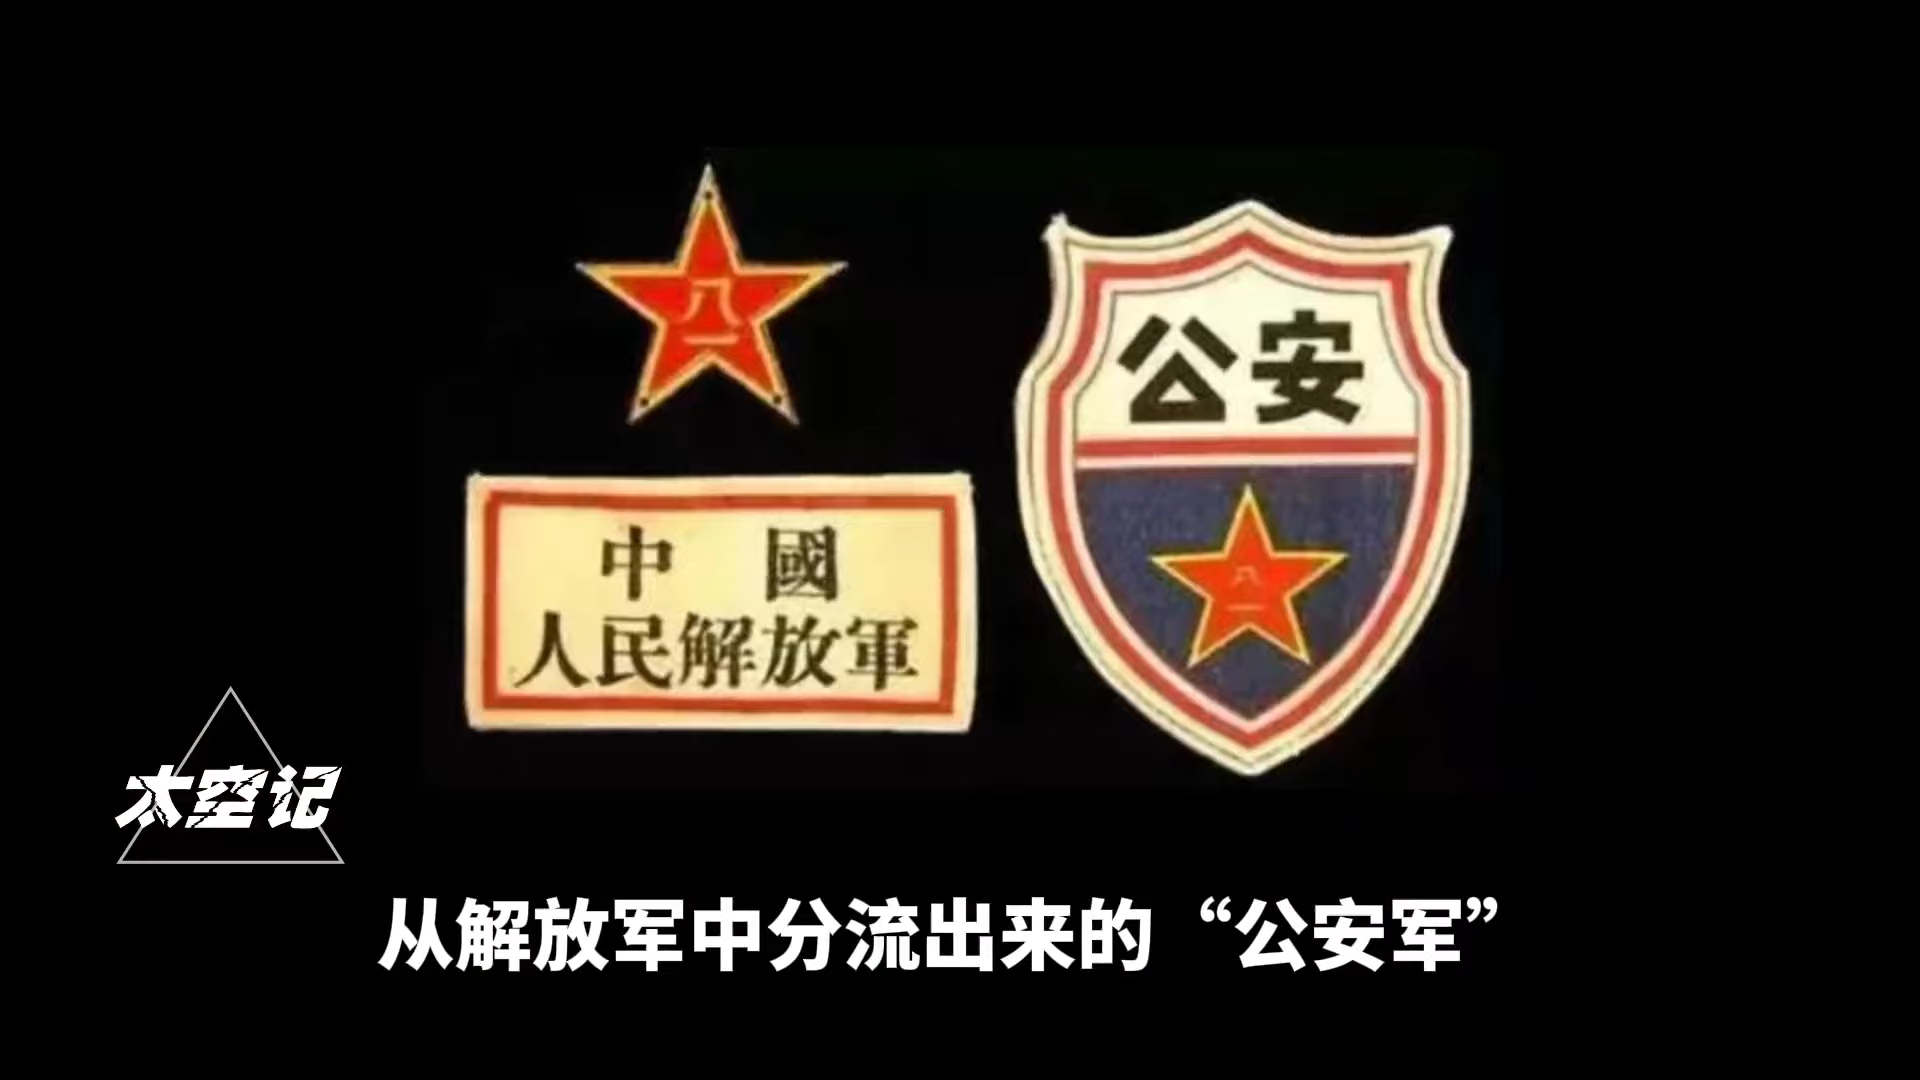 八一
公安
八一
中國
人民解放軍
太空记
从解放军中分流出来的“公安军”